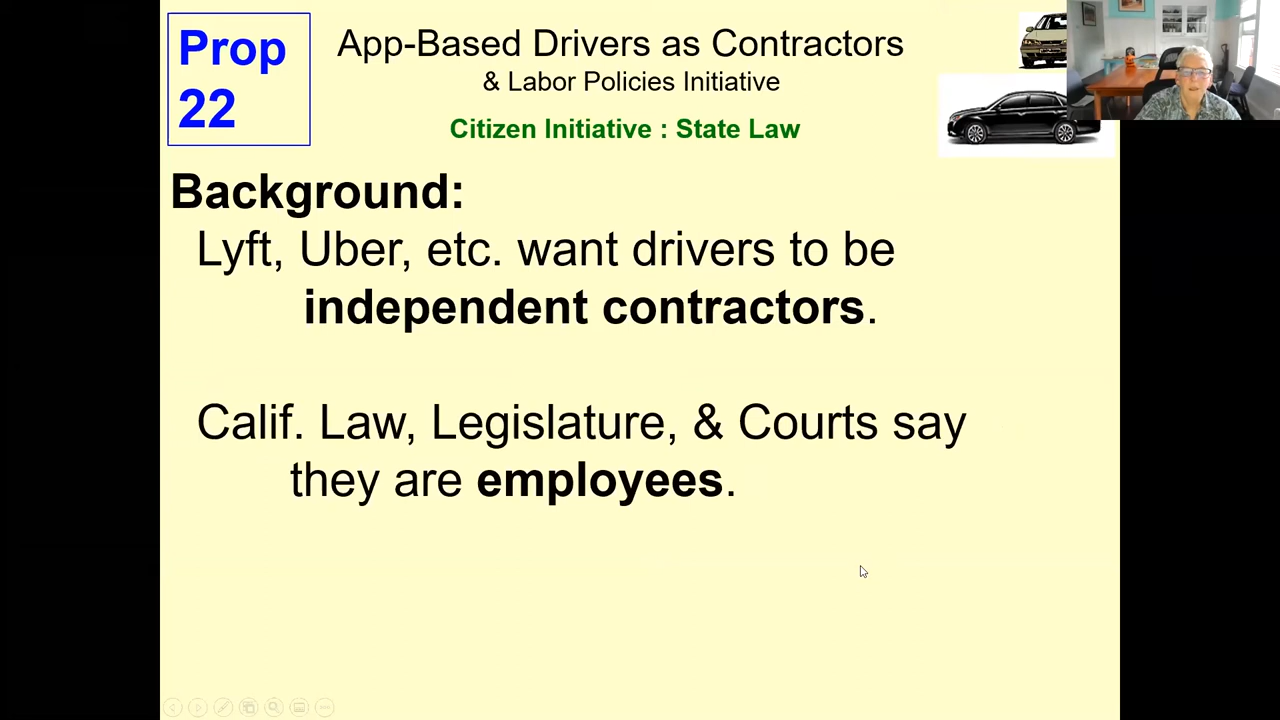 Prop
22
App-Based Drivers as Contractors
& Labor Policies Initiative
Citizen Initiative : State Law
Background:
Lyft, Uber, etc. want drivers to be
independent contractors.
Calif. Law, Legislature, & Courts say
they are employees.